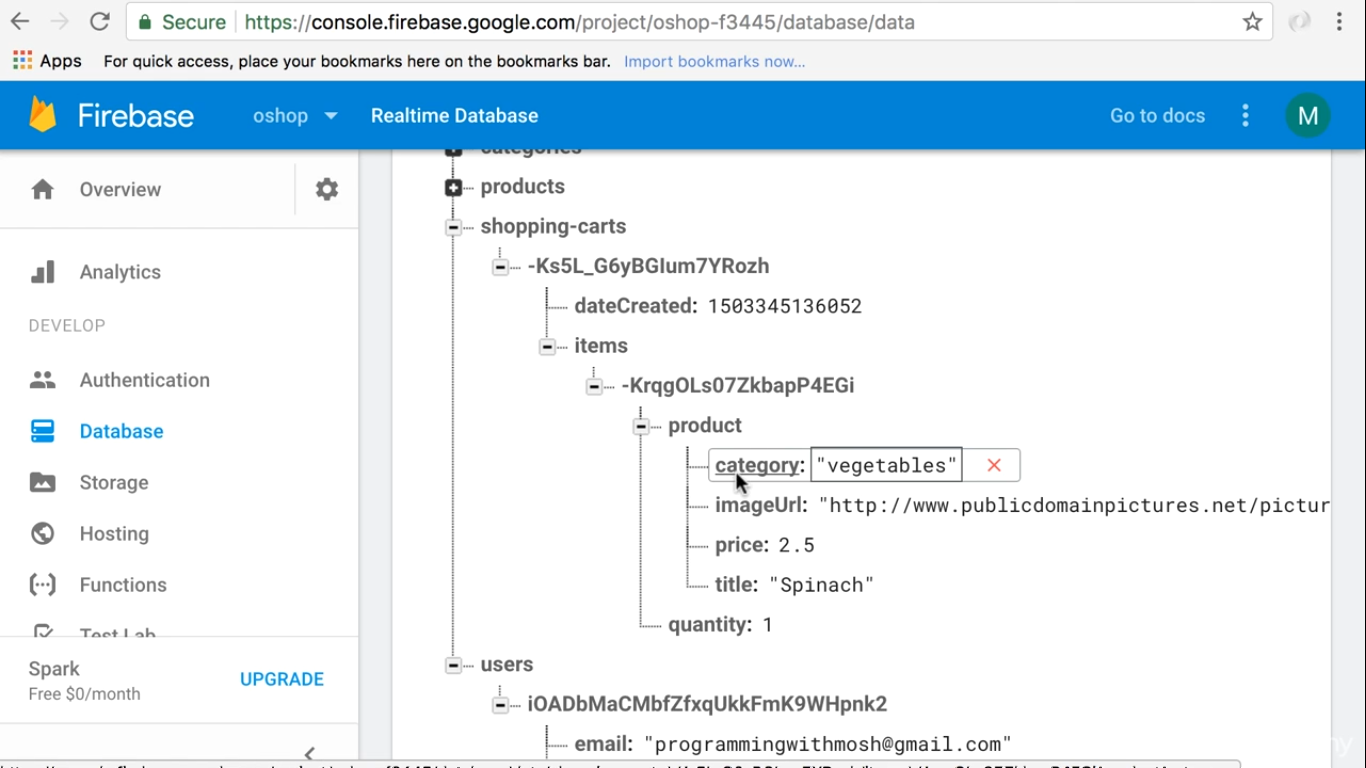 Secure https://console.firebase.google.com/project/oshop-f3445/database/data
Apps For quick access, place your bookmarks here on the bookmarks bar. Import bookmarks now...
Firebase oshop Realtime Database Go to docs M
categories
Overview
products
shopping-carts
Analytics
-Ks5L_G6yBGIum7YRozh
DEVELOP
dateCreated: 1503345136052
items
Authentication
-KrqgOLs07ZkbapP4EGi
Database
product
category: "vegetables"
Storage
imageUrl: "http://www.publicdomainpictures.net/pictur
Hosting
price: 2.5
Functions
title: "Spinach"
Test Lab
quantity: 1
Spark
Free $0/month
UPGRADE
users
iOADbMaCMbfZfxqUkkFmK9WHpnk2
email: "programmingwithmosh@gmail.com"